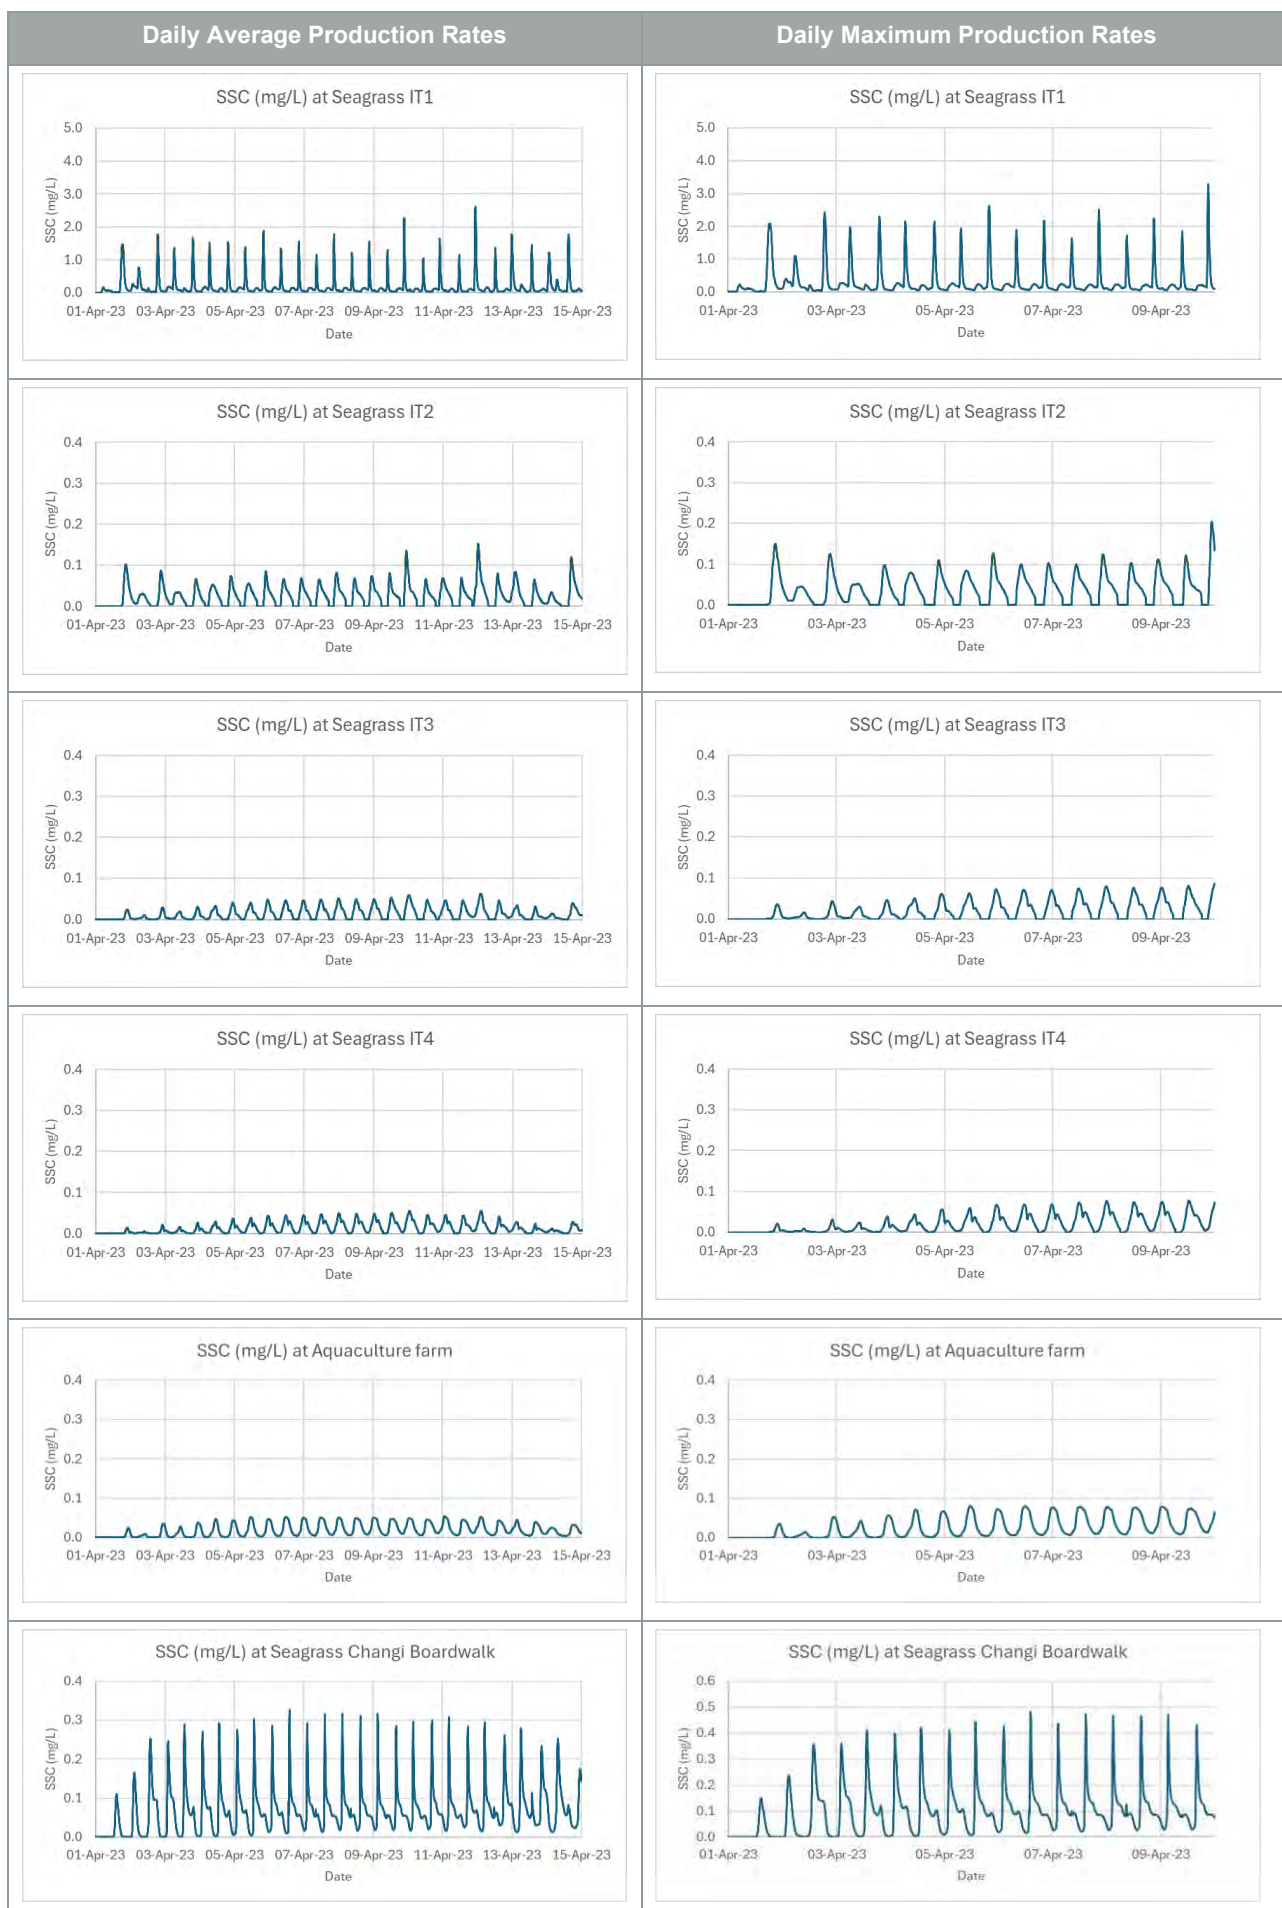 Daily Average Production Rates
Daily Maximum Production Rates
SSC (mg/L) at Seagrass IT1
SSC (mg/L)
5.0
4.0
3.0
2.0
1.0
0.0
01-Apr-23 03-Apr-23 05-Apr-23 07-Apr-23 09-Apr-23 11-Apr-23 13-Apr-23 15-Apr-23
Date
SSC (mg/L) at Seagrass IT1
SSC (mg/L)
5.0
4.0
3.0
2.0
1.0
0.0
01-Apr-23 03-Apr-23 05-Apr-23 07-Apr-23 09-Apr-23
Date
SSC (mg/L) at Seagrass IT2
SSC (mg/L)
0.4
0.3
0.2
0.1
0.0
01-Apr-23 03-Apr-23 05-Apr-23 07-Apr-23 09-Apr-23 11-Apr-23 13-Apr-23 15-Apr-23
Date
SSC (mg/L) at Seagrass IT2
SSC (mg/L)
0.4
0.3
0.2
0.1
0.0
01-Apr-23 03-Apr-23 05-Apr-23 07-Apr-23 09-Apr-23
Date
SSC (mg/L) at Seagrass IT3
SSC (mg/L)
0.4
0.3
0.2
0.1
0.0
01-Apr-23 03-Apr-23 05-Apr-23 07-Apr-23 09-Apr-23 11-Apr-23 13-Apr-23 15-Apr-23
Date
SSC (mg/L) at Seagrass IT3
SSC (mg/L)
0.4
0.3
0.2
0.1
0.0
01-Apr-23 03-Apr-23 05-Apr-23 07-Apr-23 09-Apr-23
Date
SSC (mg/L) at Seagrass IT4
SSC (mg/L)
0.4
0.3
0.2
0.1
0.0
01-Apr-23 03-Apr-23 05-Apr-23 07-Apr-23 09-Apr-23 11-Apr-23 13-Apr-23 15-Apr-23
Date
SSC (mg/L) at Seagrass IT4
SSC (mg/L)
0.4
0.3
0.2
0.1
0.0
01-Apr-23 03-Apr-23 05-Apr-23 07-Apr-23 09-Apr-23
Date
SSC (mg/L) at Aquaculture farm
SSC (mg/L)
0.4
0.3
0.2
0.1
0.0
01-Apr-23 03-Apr-23 05-Apr-23 07-Apr-23 09-Apr-23 11-Apr-23 13-Apr-23 15-Apr-23
Date
SSC (mg/L) at Aquaculture farm
SSC (mg/L)
0.4
0.3
0.2
0.1
0.0
01-Apr-23 03-Apr-23 05-Apr-23 07-Apr-23 09-Apr-23
Date
SSC (mg/L) at Seagrass Changi Boardwalk
SSC (mg/L)
0.4
0.3
0.2
0.1
0.0
01-Apr-23 03-Apr-23 05-Apr-23 07-Apr-23 09-Apr-23 11-Apr-23 13-Apr-23 15-Apr-23
Date
SSC (mg/L) at Seagrass Changi Boardwalk
SSC (mg/L)
0.6
0.5
0.4
0.3
0.2
0.1
0.0
01-Apr-23 03-Apr-23 05-Apr-23 07-Apr-23 09-Apr-23
Date